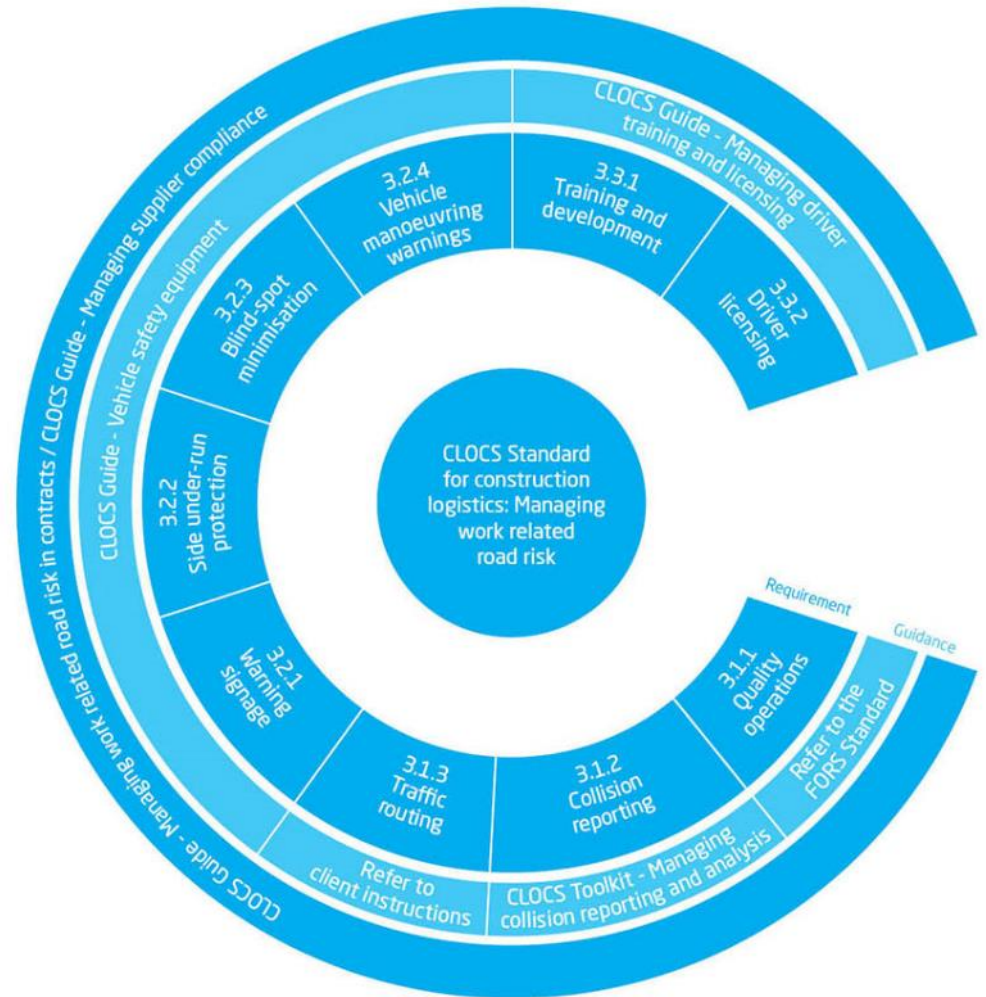 CLOCS Standard
for construction
logistics: Managing
work related
road risk
Requirement
Guidance
3.1.1
Quality
operations
3.1.2
Collision
reporting
3.1.3
Traffic
routing
3.2.1
Warning
signage
3.2.2
Side under-run
protection
3.2.3
Blind-spot
minimisation
3.2.4
Vehicle
manoeuvring
warnings
3.3.1
Training and
development
3.3.2
Driver
licensing
Refer to the
FORS Standard
CLOCS Toolkit - Managing
collision reporting and analysis
Refer to
client instructions
CLOCS Guide - Vehicle safety equipment
CLOCS Guide - Managing driver
training and licensing
CLOCS Guide - Managing work related road risk in contracts / CLOCS Guide - Managing supplier compliance